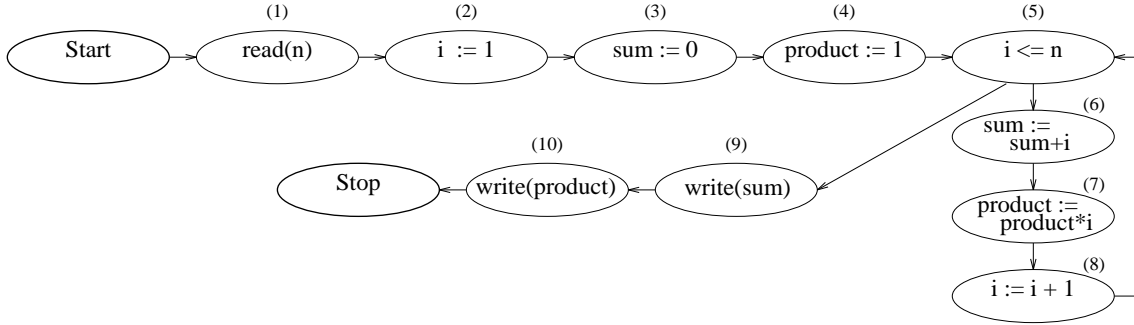 (1)
(2)
(3)
(4)
(5)
Start
read(n)
i := 1
sum := 0
product := 1
i <= n
(6)
sum :=
sum+i
(10)
(9)
Stop
write(product)
write(sum)
(7)
product :=
product*i
(8)
i := i + 1